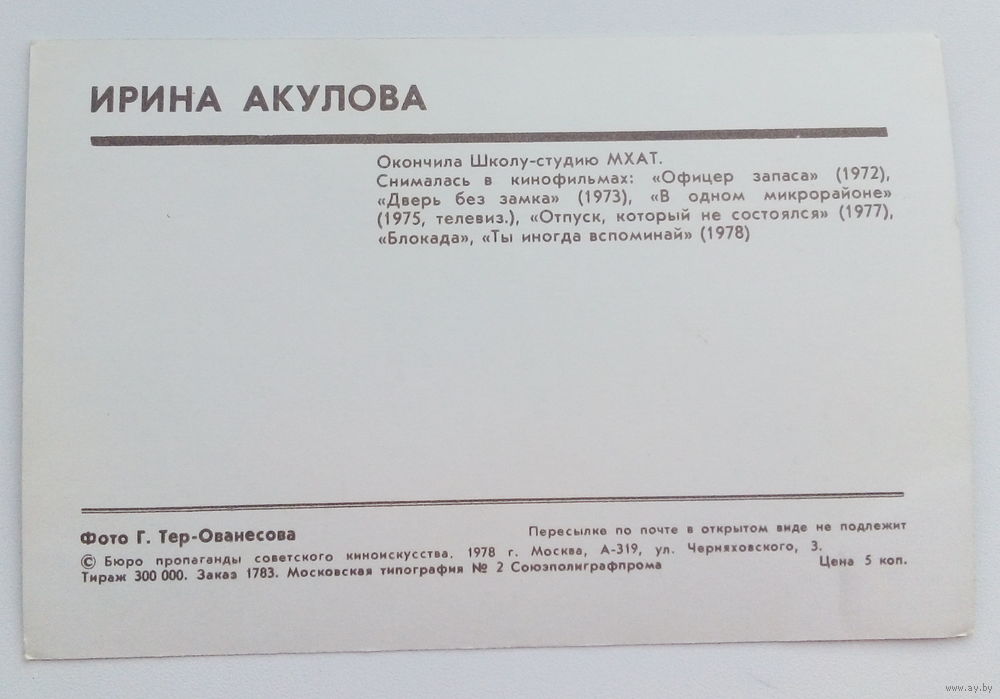 ИРИНА АКУЛОВА
Окончила Школу-студию МХАТ.
Снималась в кинофильмах: «Офицер запаса» (1972),
«Дверь без замка» (1973), «В одном микрорайоне»
(1975, телевиз.), «Отпуск, который не состоялся» (1977),
«Блокада», «Ты иногда вспоминай» (1978)
Фото Г. Тер-Ованесова
Пересылке по почте в открытом виде не подлежит
© Бюро пропаганды советского киноискусства. 1978 г. Москва, А-319, ул. Черняховского, 3.
Тираж 300 000. Заказ 1783. Московская типография № 2 Союзполиграфпрома
Цена 5 коп.
www.ay.by